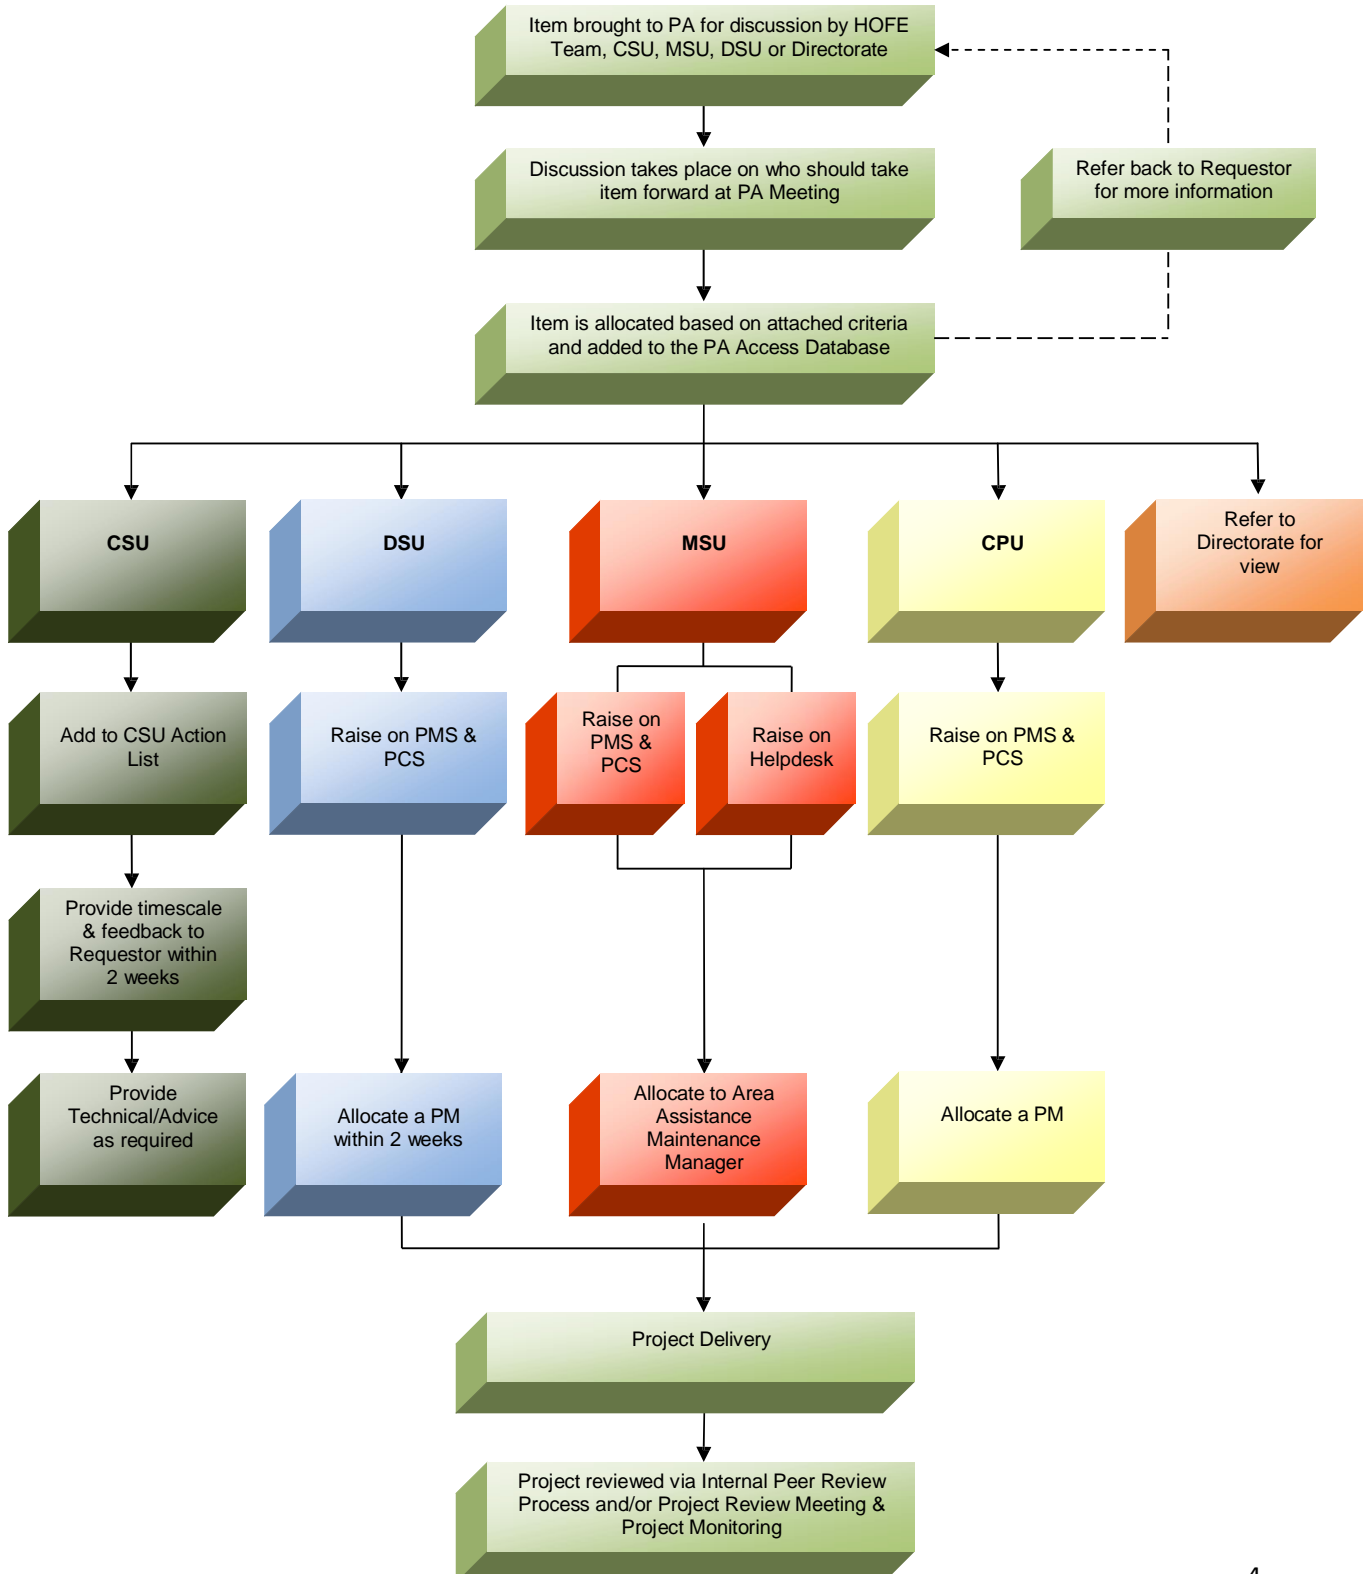 Item brought to PA for discussion by HOFE
Team, CSU, MSU, DSU or Directorate
Discussion takes place on who should take
item forward at PA Meeting
Refer back to Requestor
for more information
Item is allocated based on attached criteria
and added to the PA Access Database
CSU
DSU
MSU
CPU
Refer to
Directorate for
view
Add to CSU Action
List
Raise on PMS &
PCS
Raise on
PMS &
PCS
Raise on
Helpdesk
Raise on PMS &
PCS
Provide timescale
& feedback to
Requestor within
2 weeks
Provide
Technical/Advice
as required
Allocate a PM
within 2 weeks
Allocate to Area
Assistance
Maintenance
Manager
Allocate a PM
Project Delivery
Project reviewed via Internal Peer Review
Process and/or Project Review Meeting &
Project Monitoring